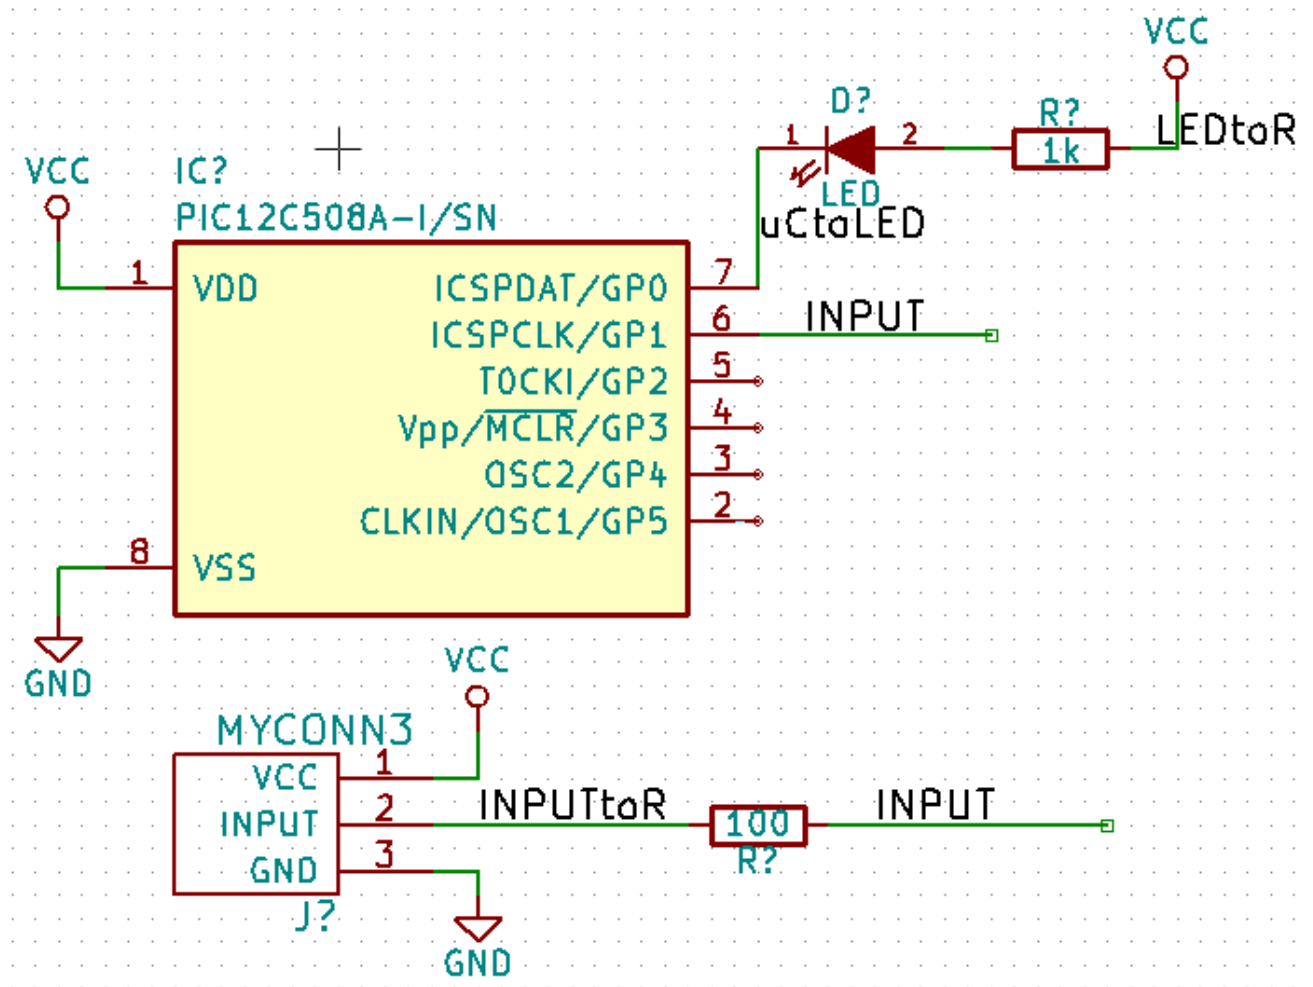 VCC
D?
R?
LEDtoR
1
2
1k
VCC
IC?
LED
PIC12C508A-I/SN
uCtoLED
1
VDD
ICSPDAT/GP0
7
ICSPCLK/GP1
6
INPUT
T0CKI/GP2
5
Vpp/MCLR/GP3
4
OSC2/GP4
3
CLKIN/OSC1/GP5
2
8
VSS
GND
VCC
MYCONN3
VCC
1
INPUT
2
INPUTtoR
100
INPUT
GND
3
R?
J?
GND